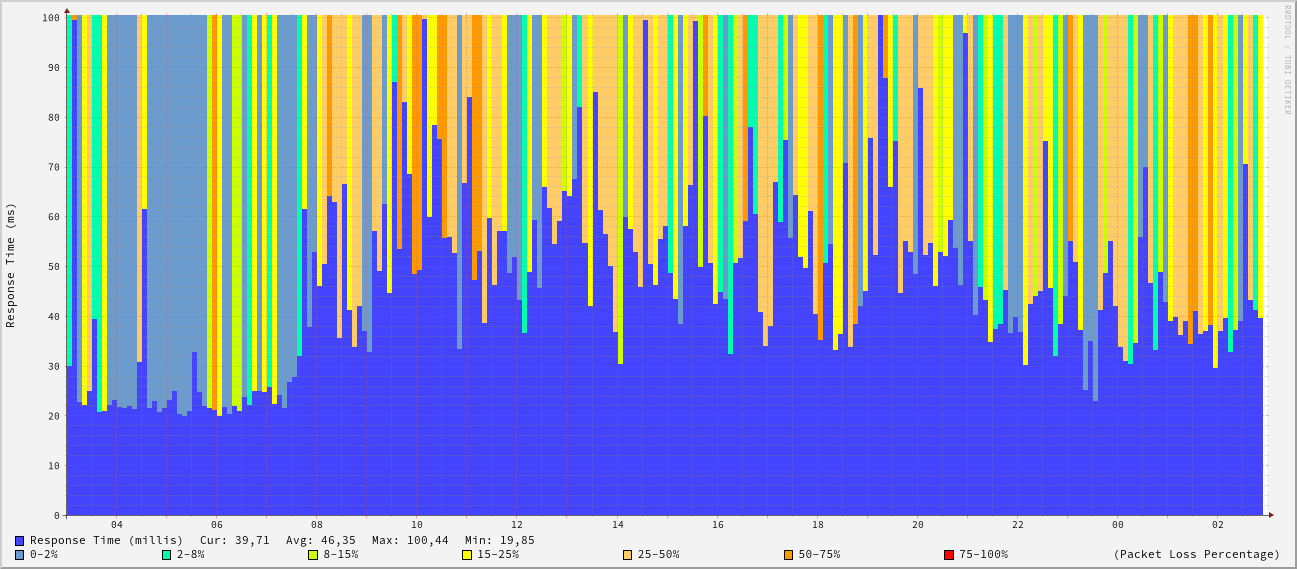 RRDTOOL / TOBI OETIKER
Response Time (ms)
100
90
80
70
60
50
40
30
20
10
0
04 06 08 10 12 14 16 18 20 22 00 02
Response Time (millis) Cur: 39,71 Avg: 46,35 Max: 100,44 Min: 19,85
0-2% 2-8% 8-15% 15-25% 25-50% 50-75% 75-100% (Packet Loss Percentage)